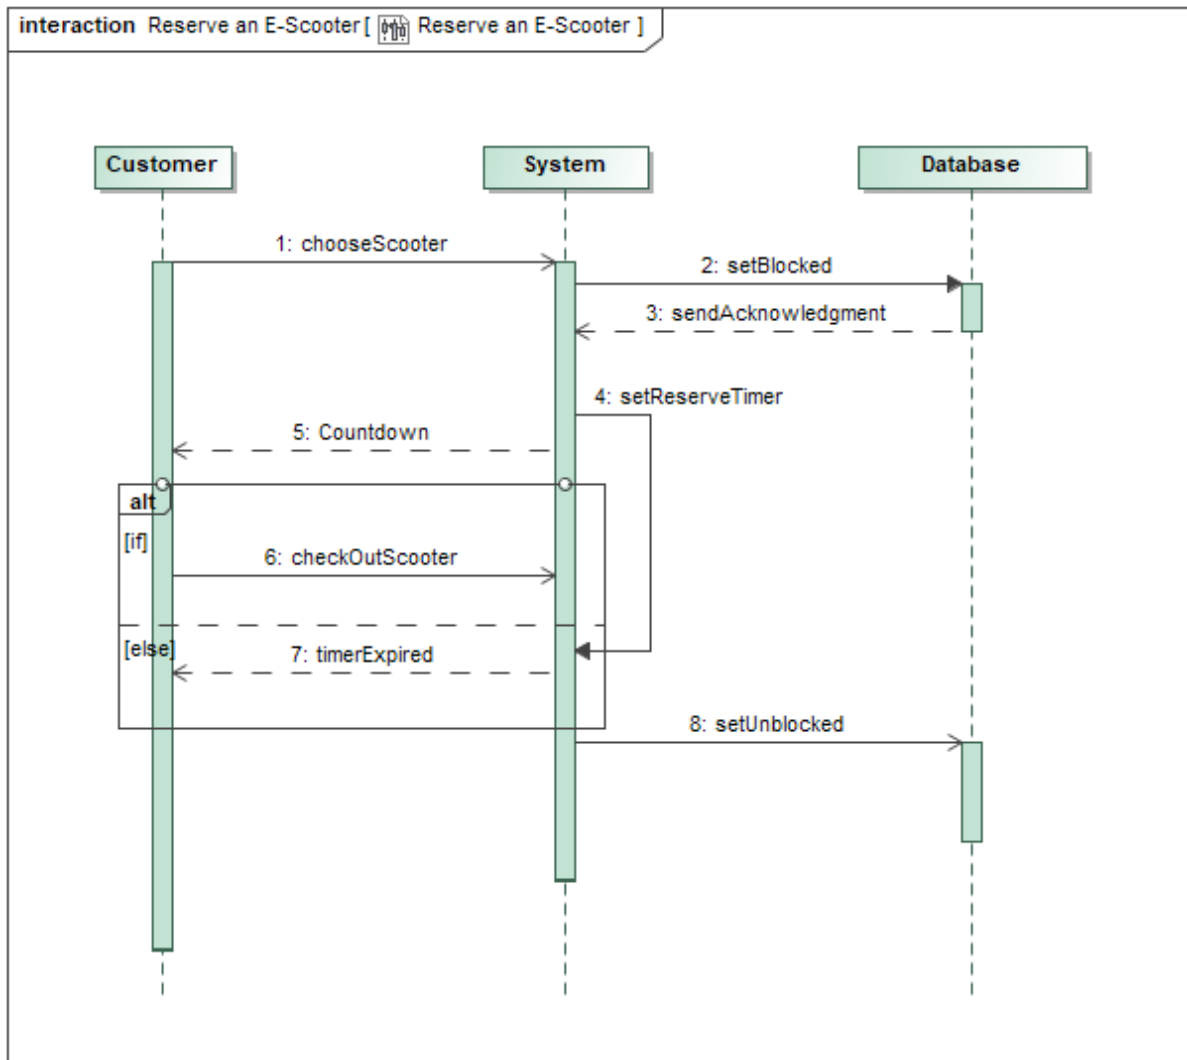 interaction Reserve an E-Scooter [ Reserve an E-Scooter ]
Customer
System
Database
1: chooseScooter
2: setBlocked
3: sendAcknowledgment
4: setReserveTimer
5: Countdown
alt
[if]
6: checkOutScooter
[else]
7: timerExpired
8: setUnblocked